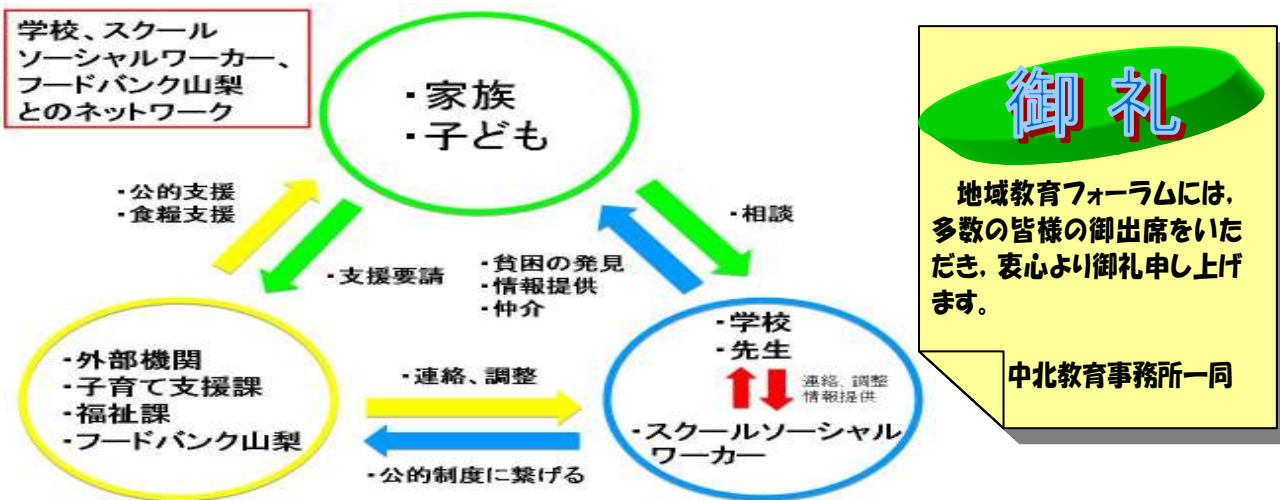 学校、スクール
ソーシャルワーカー、
フードバンク山梨
とのネットワーク
・家族
・子ども
・公的支援
・食糧支援
・支援要請
・貧困の発見
・情報提供
・仲介
・相談
・外部機関
・子育て支援課
・福祉課
・フードバンク山梨
・連絡、調整
・公的制度に繋げる
・学校
・先生
連絡、調整
情報提供
・スクールソーシャル
ワーカー
御礼
地域教育フォーラムには,
多数の皆様の御出席をいた
だき,衷心より御礼申し上げ
ます。
中北教育事務所一同